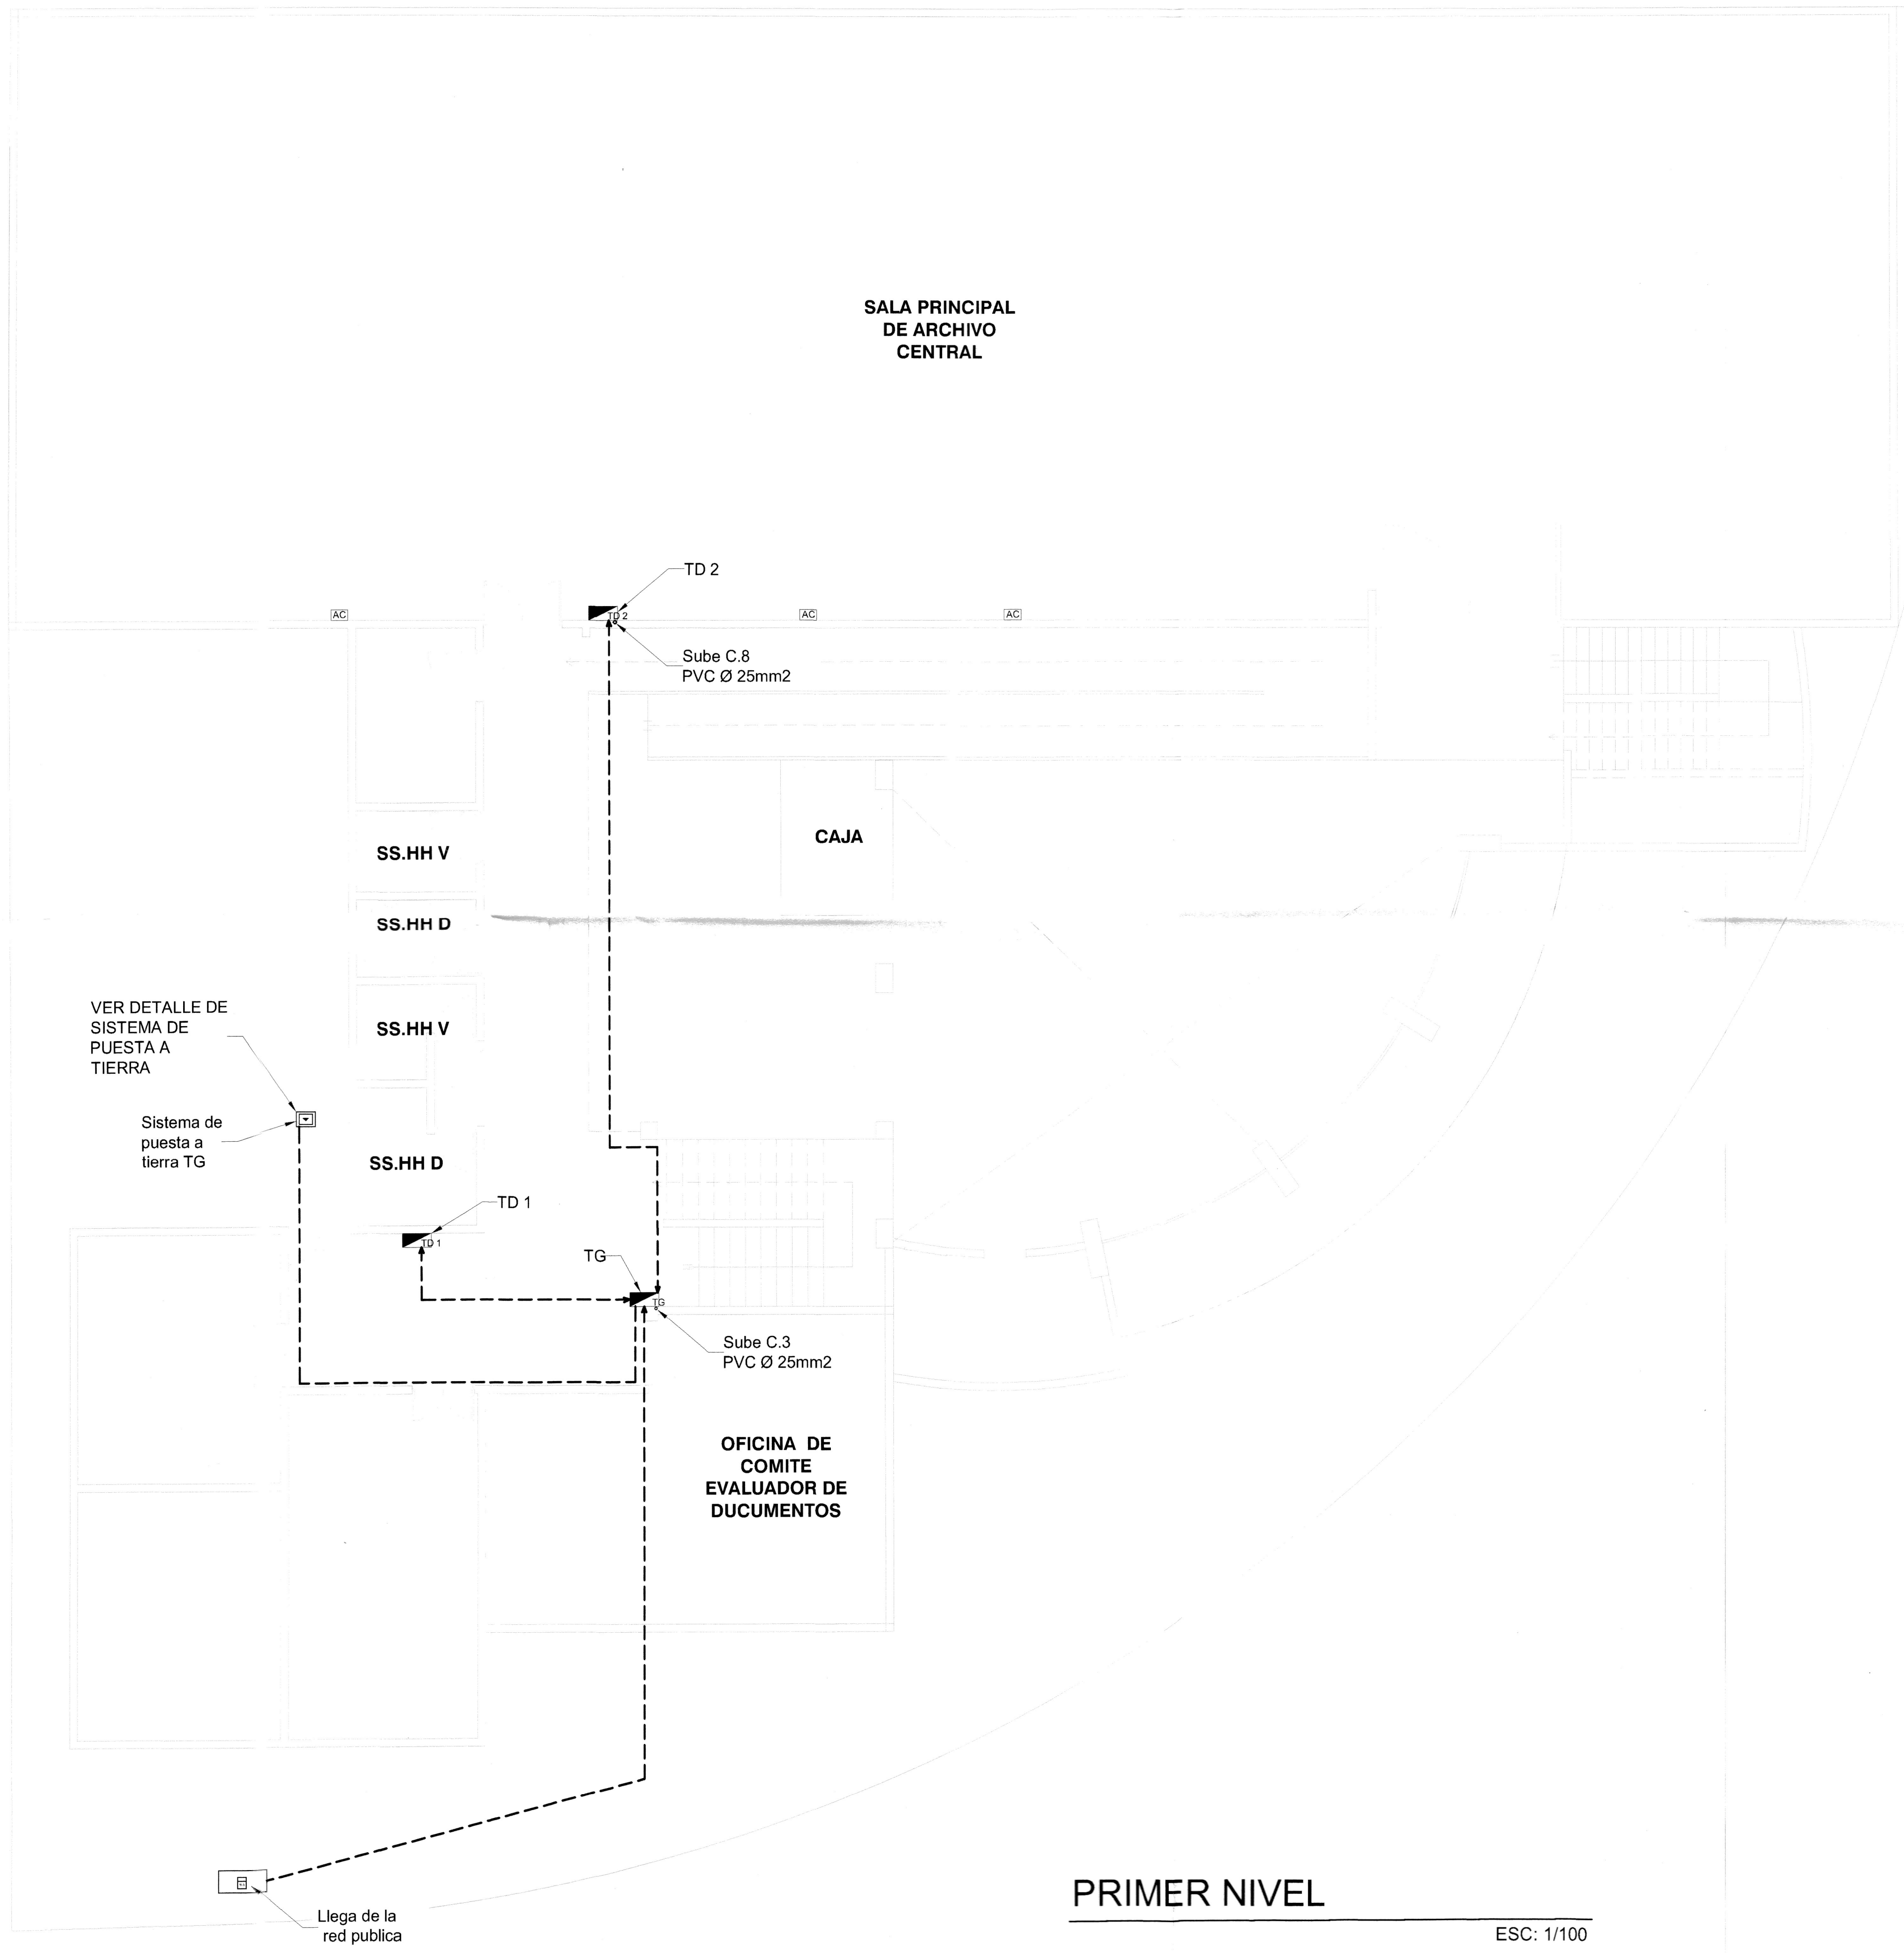 SALA PRINCIPAL
DE ARCHIVO
CENTRAL
TD 2
AC
TD 2
AC
AC
Sube C.8
PVC Ø 25mm2
CAJA
SS.HH V
SS.HH D
VER DETALLE DE
SISTEMA DE
PUESTA A
TIERRA
SS.HH V
Sistema de
puesta a
tierra TG
SS.HH D
TD 1
TD 1
TG
TG
Sube C.3
PVC Ø 25mm2
OFICINA DE
COMITE
EVALUADOR DE
DUCUMENTOS
Llega de la
red publica
PRIMER NIVEL
ESC: 1/100